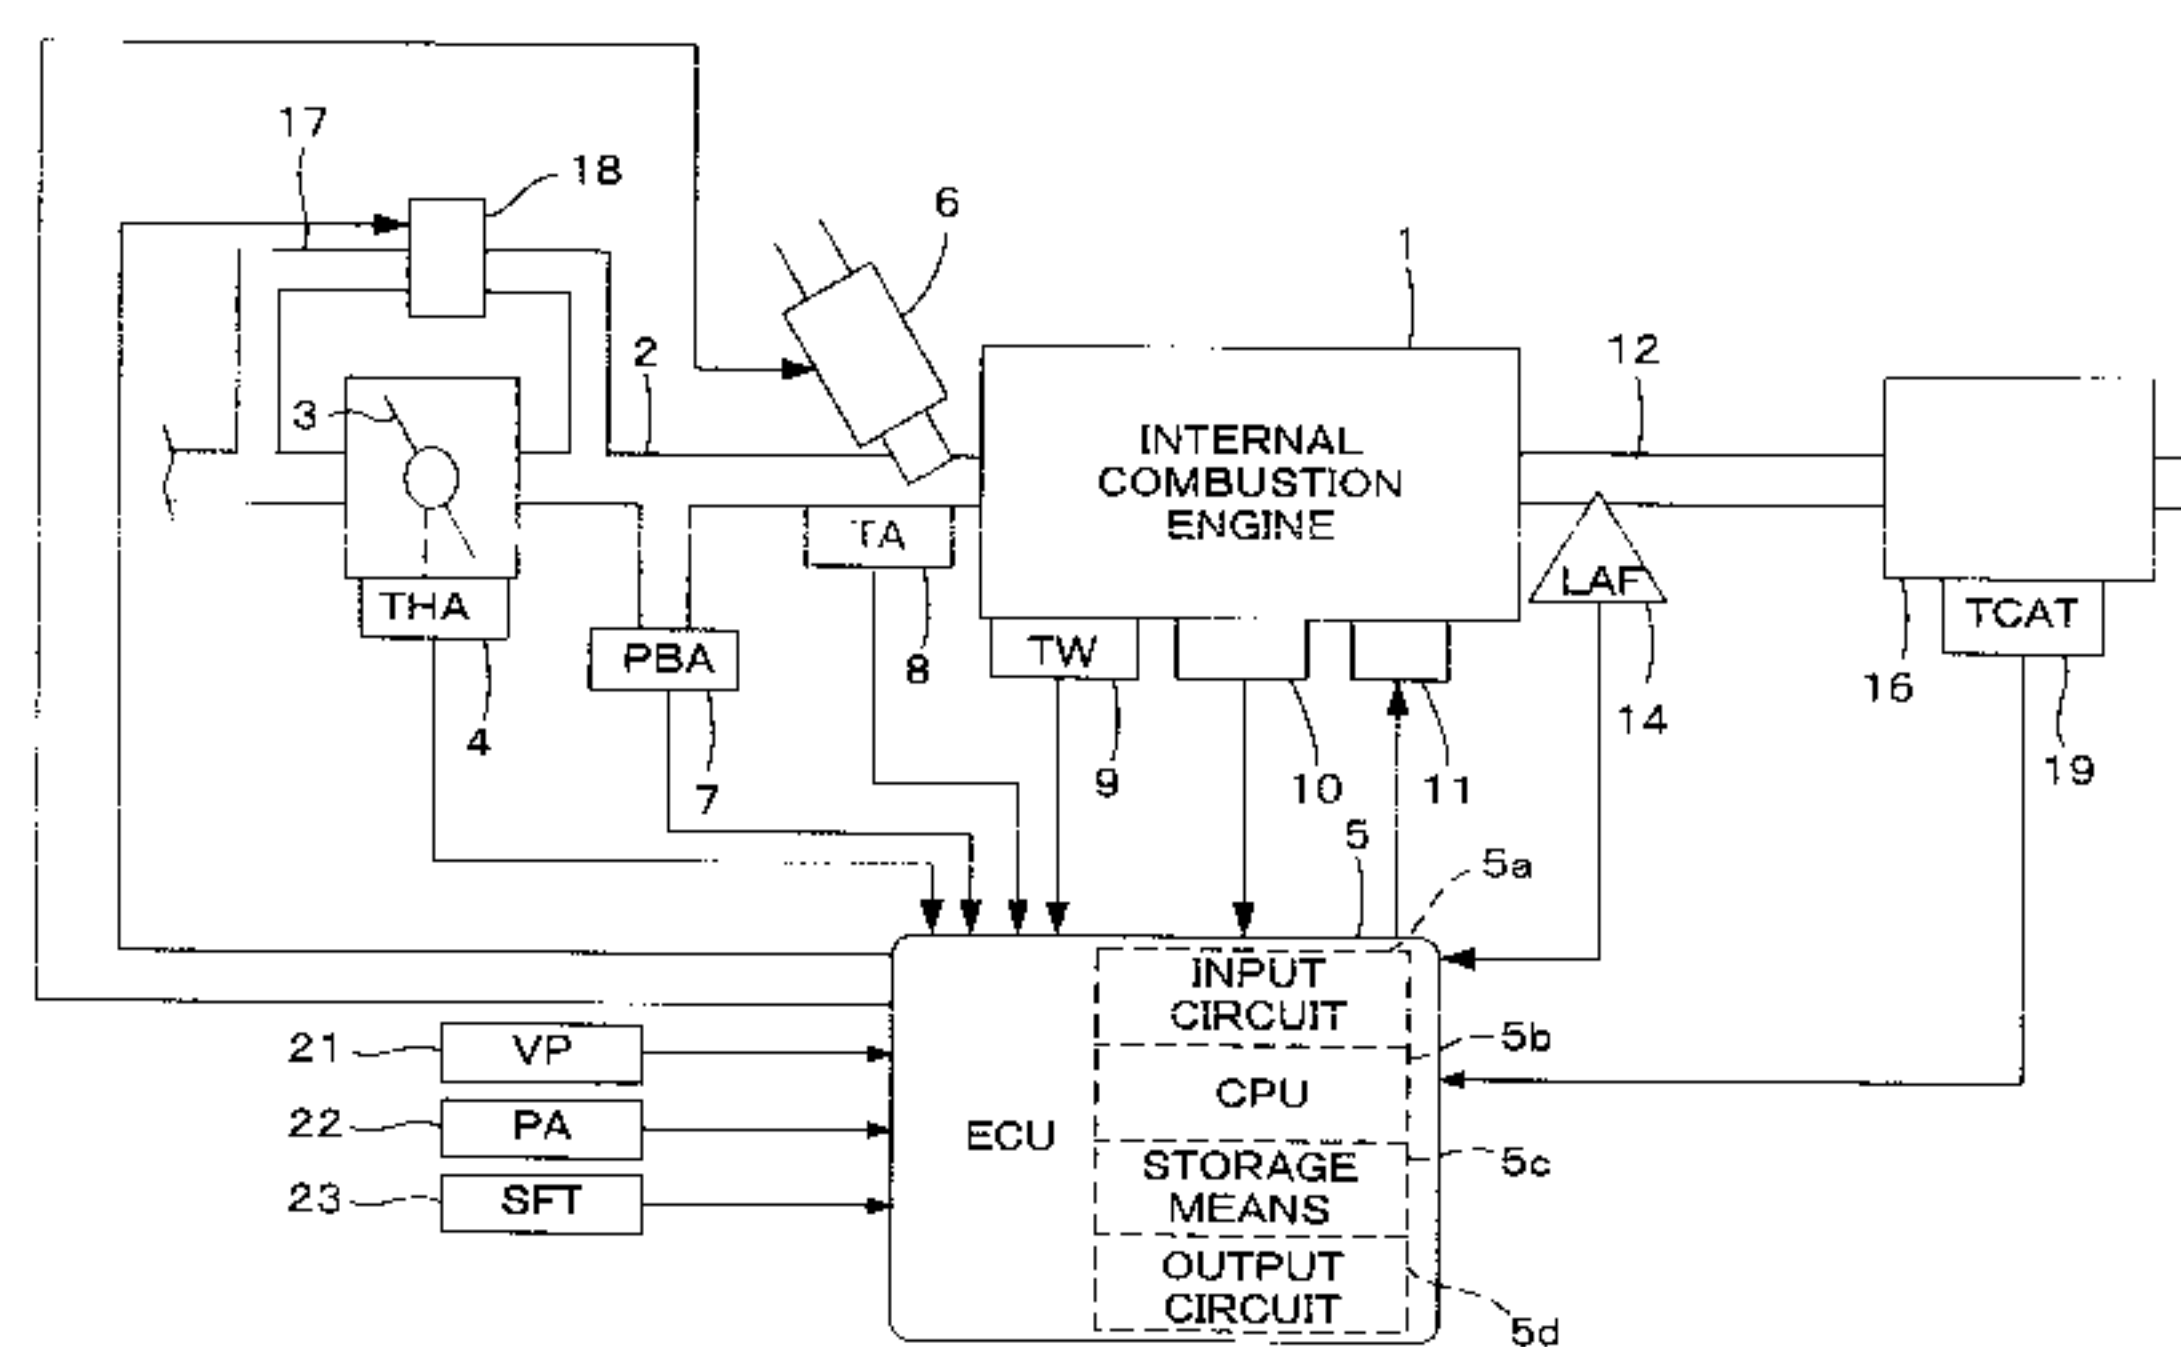 17
18
6
1
2
12
3
INTERNAL
COMBUSTION
ENGINE
TA
LAF
THA
TCAT
PBA
TW
8
16
14
4
9
10
11
19
7
5
5a
INPUT
CIRCUIT
21
VP
5b
CPU
22
PA
ECU
STORAGE
MEANS
5c
23
SFT
OUTPUT
CIRCUIT
5d